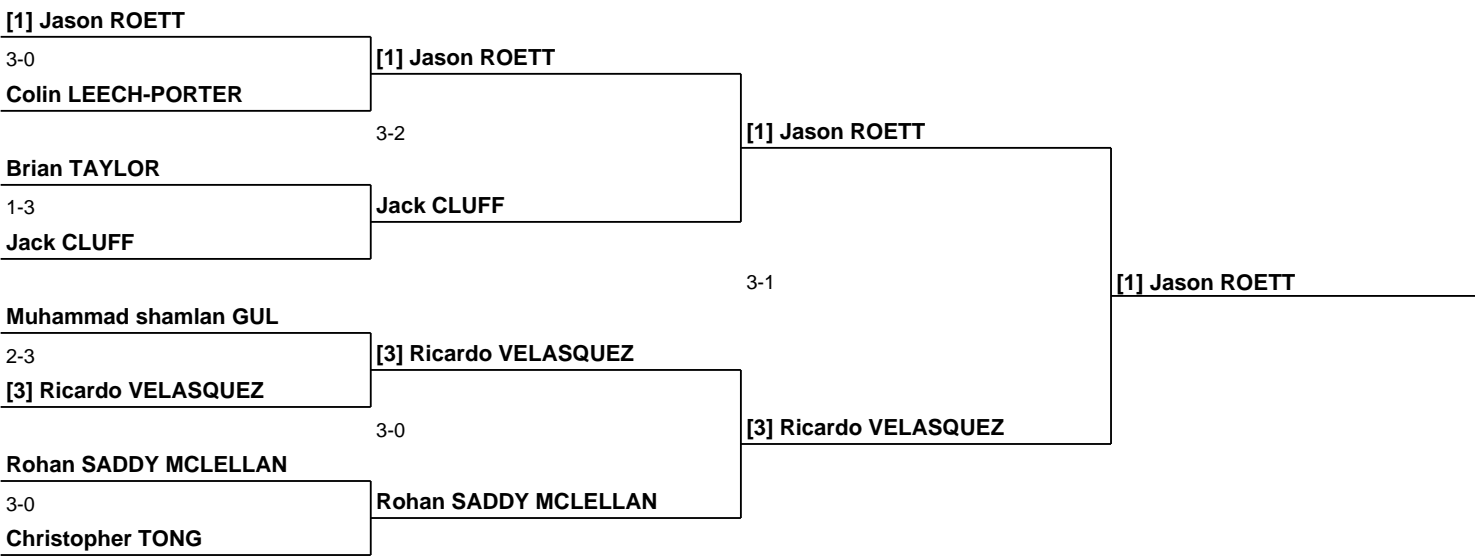 [1] Jason ROETT
3-0
Colin LEECH-PORTER
Brian TAYLOR
1-3
Jack CLUFF
Muhammad shamlan GUL
2-3
[3] Ricardo VELASQUEZ
Rohan SADDY MCLELLAN
3-0
Christopher TONG
[1] Jason ROETT
3-2
Jack CLUFF
[3] Ricardo VELASQUEZ
3-0
Rohan SADDY MCLELLAN
[1] Jason ROETT
3-1
[3] Ricardo VELASQUEZ
[1] Jason ROETT